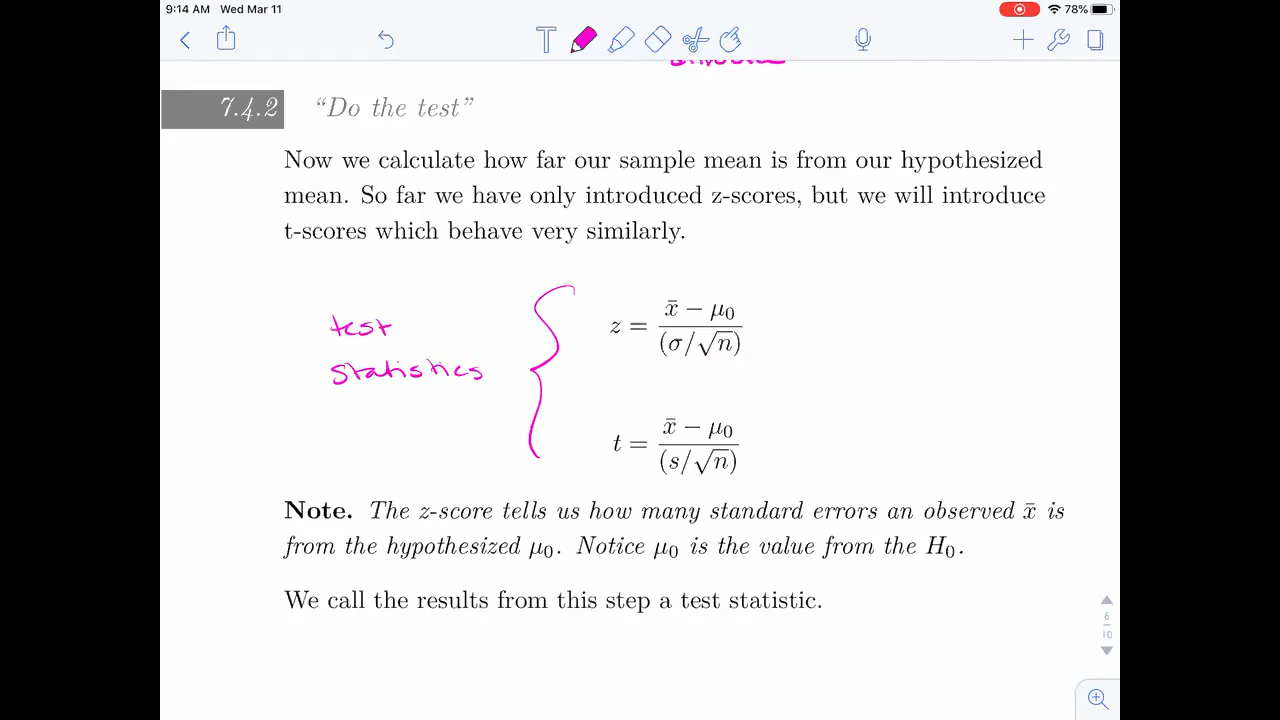 9:14 AM Wed Mar 11
78%
T
7.4.2 “Do the test”
Now we calculate how far our sample mean is from our hypothesized
mean. So far we have only introduced z-scores, but we will introduce
t-scores which behave very similarly.
test
statistics
z = x̄ − μ₀ / (σ/√n)
t = x̄ − μ₀ / (s/√n)
Note. The z-score tells us how many standard errors an observed x̄ is
from the hypothesized μ₀. Notice μ₀ is the value from the H₀.
We call the results from this step a test statistic.
6
10